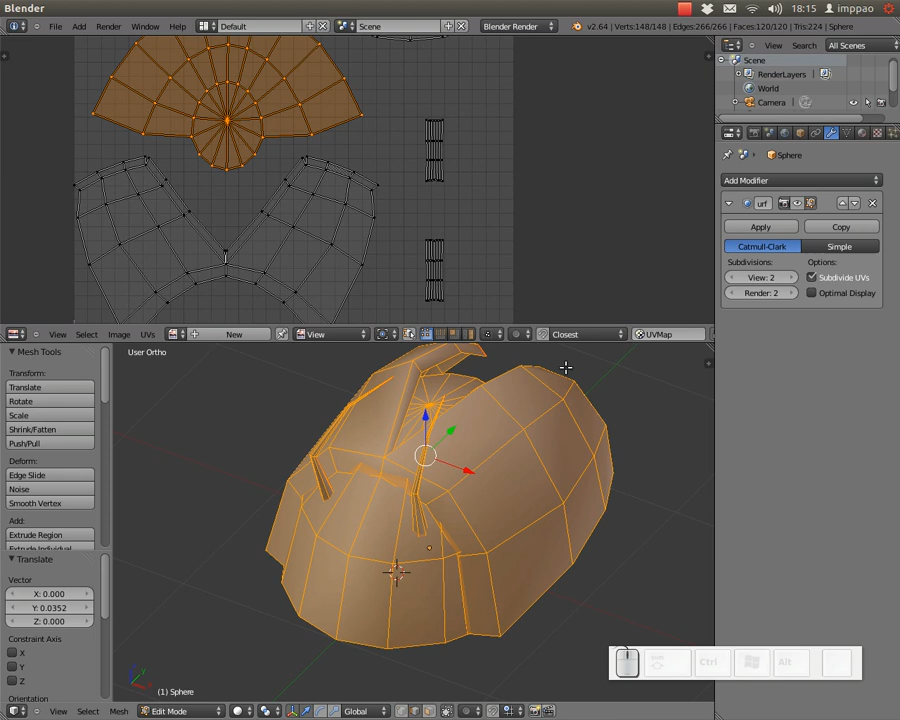 Blender
18:15
imppao
File Add Render Window Help
Default
Scene
Blender Render
v2.64 | Verts:148/148 | Edges:266/266 | Faces:120/120 | Tris:224 | Sphere
View Search All Scenes
Scene
RenderLayers
World
Camera
Sphere
Add Modifier
urf
Apply Copy
Catmull-Clark Simple
Subdivisions: Options:
View: 2 Subdivide UVs
Render: 2 Optimal Display
View Select Image UVs
New
View
Closest
UVMap
Mesh Tools
Transform:
Translate
Rotate
Scale
Shrink/Fatten
Push/Pull
Deform:
Edge Slide
Noise
Smooth Vertex
Add:
Extrude Region
Extrude Individual
Translate
Vector
X: 0.000
Y: 0.0352
Z: 0.000
Constraint Axis
X
Y
Z
Orientation
User Ortho
(1) Sphere
Ctrl
Alt
View Select Mesh
Edit Mode
Global